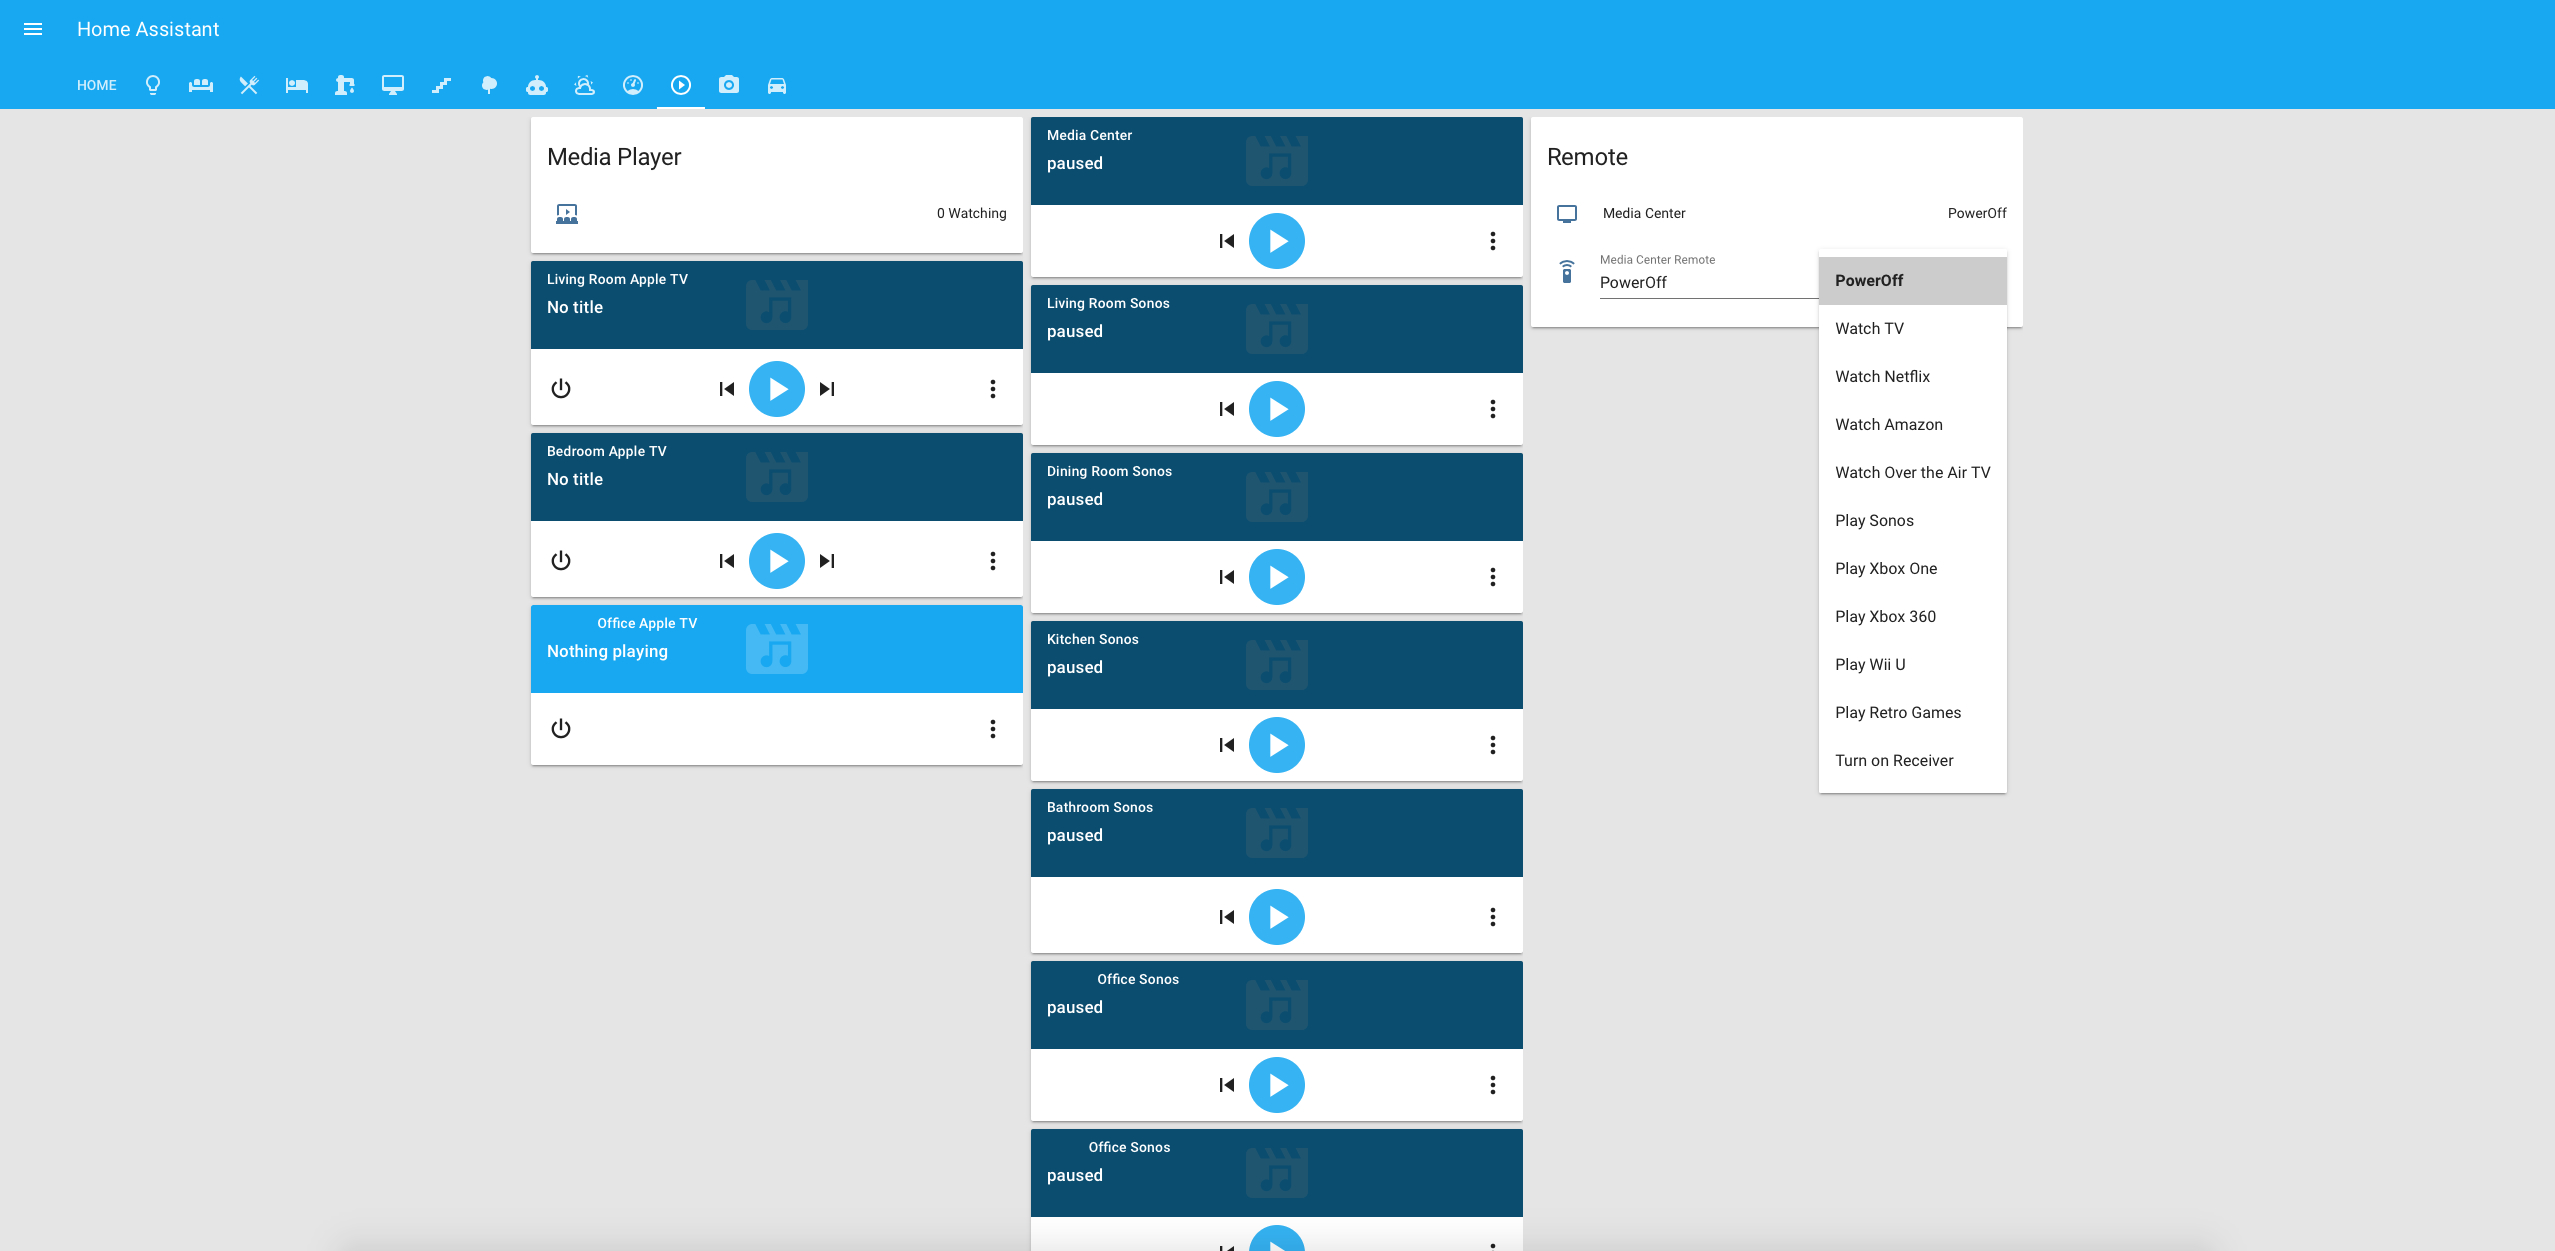 Home Assistant
HOME
Media Player
0 Watching
Living Room Apple TV
No title
Bedroom Apple TV
No title
Office Apple TV
Nothing playing
Media Center
paused
Living Room Sonos
paused
Dining Room Sonos
paused
Kitchen Sonos
paused
Bathroom Sonos
paused
Office Sonos
paused
Office Sonos
paused
Remote
Media Center PowerOff
Media Center Remote
PowerOff
PowerOff
Watch TV
Watch Netflix
Watch Amazon
Watch Over the Air TV
Play Sonos
Play Xbox One
Play Xbox 360
Play Wii U
Play Retro Games
Turn on Receiver